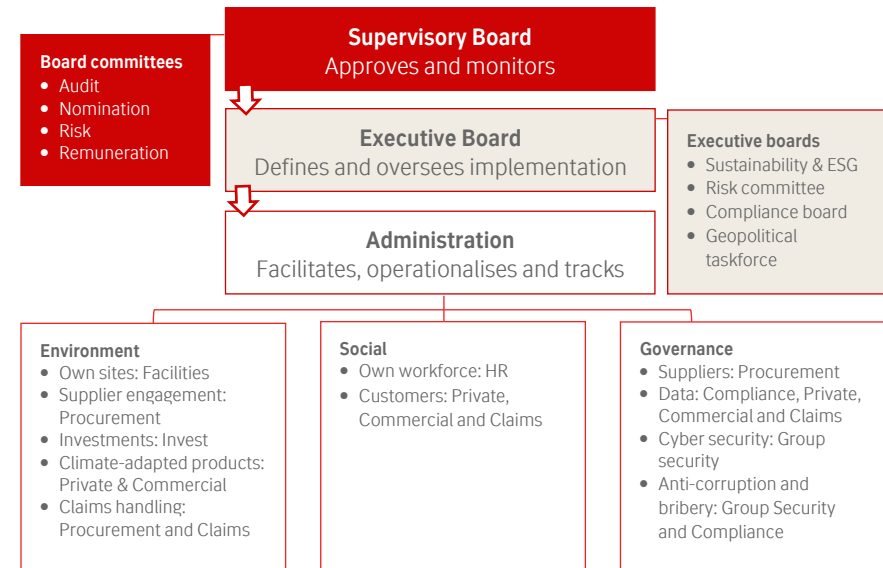 Supervisory Board
Approves and monitors
Board committees
• Audit
• Nomination
• Risk
• Remuneration
Executive Board
Defines and oversees implementation
Executive boards
• Sustainability & ESG
• Risk committee
• Compliance board
• Geopolitical
taskforce
Administration
Facilitates, operationalises and tracks
Environment
• Own sites: Facilities
• Supplier engagement:
Procurement
• Investments: Invest
• Climate-adapted products:
Private & Commercial
• Claims handling:
Procurement and Claims
Social
• Own workforce: HR
• Customers: Private,
Commercial and Claims
Governance
• Suppliers: Procurement
• Data: Compliance, Private,
Commercial and Claims
• Cyber security: Group
security
• Anti-corruption and
bribery: Group Security
and Compliance